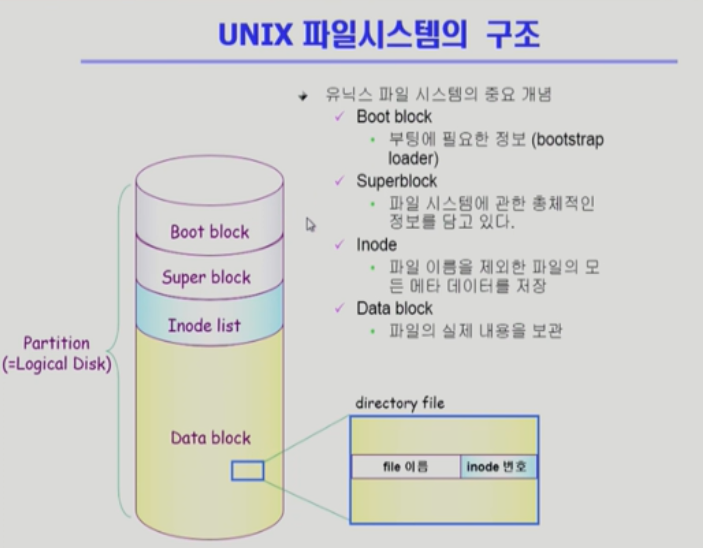 UNIX 파일시스템의 구조
유닉스 파일 시스템의 중요 개념
Boot block
부팅에 필요한 정보 (bootstrap
loader)
Superblock
파일 시스템에 관한 총체적인
정보를 담고 있다.
Inode
파일 이름을 제외한 파일의 모
든 메타 데이터를 저장
Data block
파일의 실제 내용을 보관
Boot block
Super block
Inode list
Partition
(=Logical Disk)
Data block
directory file
file 이름
inode 번호